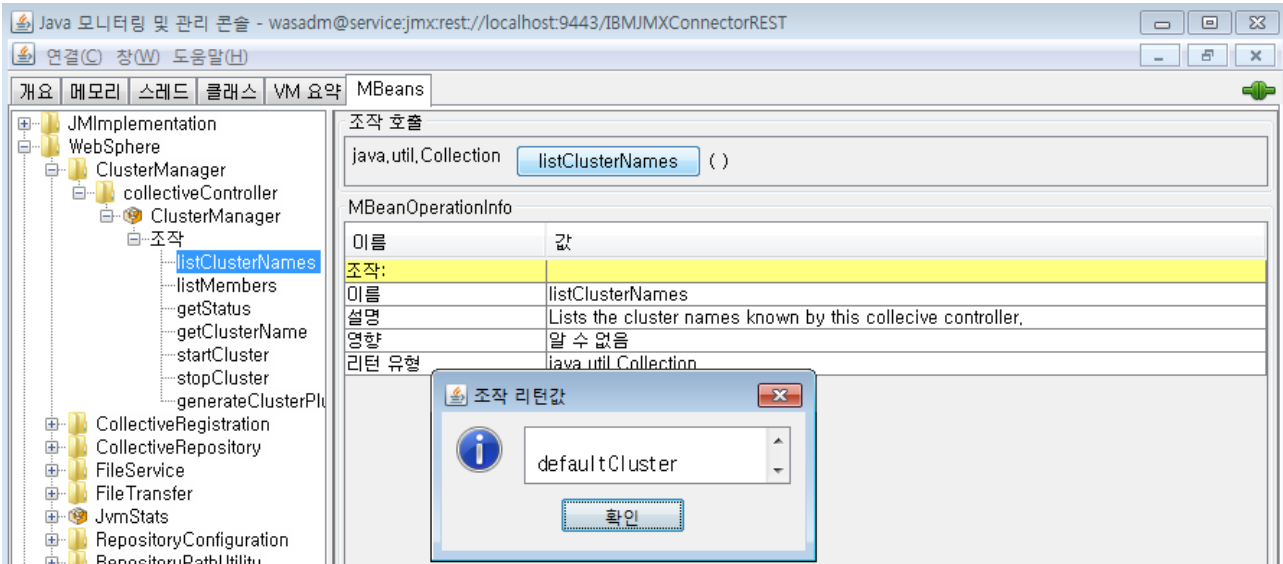 Java 모니터링 및 관리 콘솔 - wasadm@service:jmx:rest://localhost:9443/IBMJMXConnectorREST
연결(C) 창(W) 도움말(H)
개요 메모리 스레드 클래스 VM 요약 MBeans
JMImplementation
WebSphere
ClusterManager
collectiveController
ClusterManager
조작
listClusterNames
listMembers
getStatus
getClusterName
startCluster
stopCluster
generateClusterPlu
CollectiveRegistration
CollectiveRepository
FileService
FileTransfer
JvmStats
RepositoryConfiguration
RepositoryPathUtility
조작 호출
java.util.Collection listClusterNames ( )
MBeanOperationInfo
이름 값
조작:
이름 listClusterNames
설명 Lists the cluster names known by this collecive controller.
영향 알 수 없음
리턴 유형 java.util.Collection
조작 리턴값
defaultCluster
확인